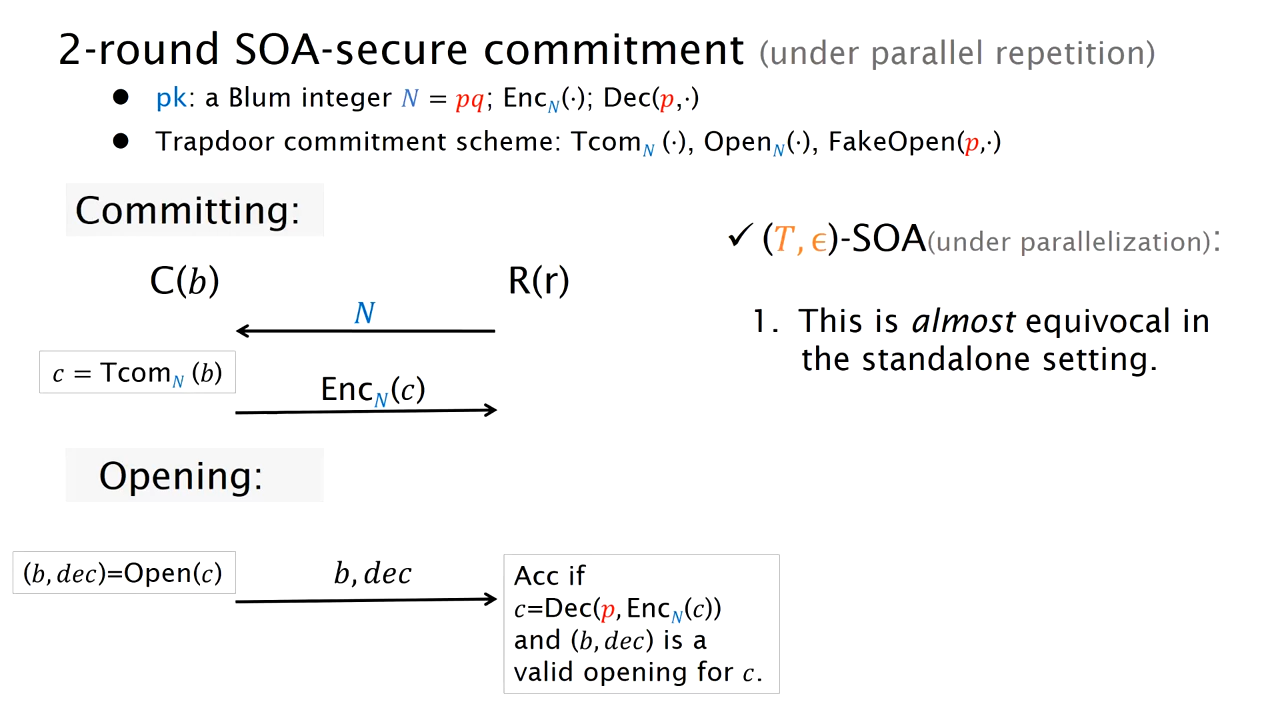 2-round SOA-secure commitment (under parallel repetition)
● pk: a Blum integer N = pq; Enc_N(·); Dec(p,·)
● Trapdoor commitment scheme: Tcom_N (·), Open_N(·), FakeOpen(p,·)
Committing:
✓ (T, ϵ)-SOA(under parallelization):
C(b) R(r)
N
1. This is almost equivocal in
the standalone setting.
c = Tcom_N (b)
Enc_N(c)
Opening:
(b, dec)=Open(c)
b, dec
Acc if
c=Dec(p, Enc_N(c))
and (b, dec) is a
valid opening for c.